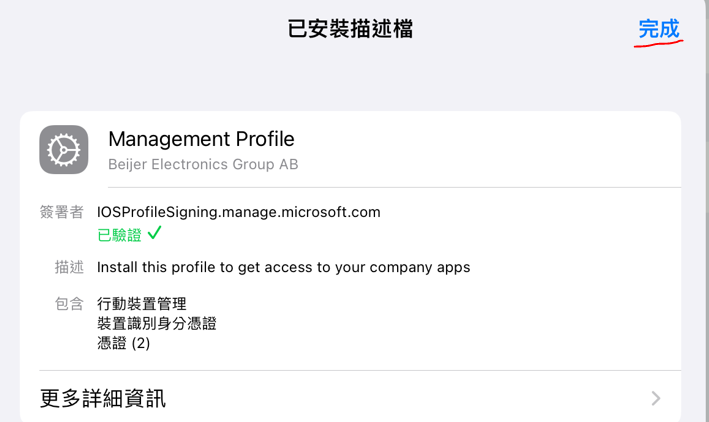 已安裝描述檔
完成
Management Profile
Beijer Electronics Group AB
簽署者 IOSProfileSigning.manage.microsoft.com
已驗證
描述 Install this profile to get access to your company apps
包含 行動裝置管理
裝置識別身分憑證
憑證 (2)
更多詳細資訊